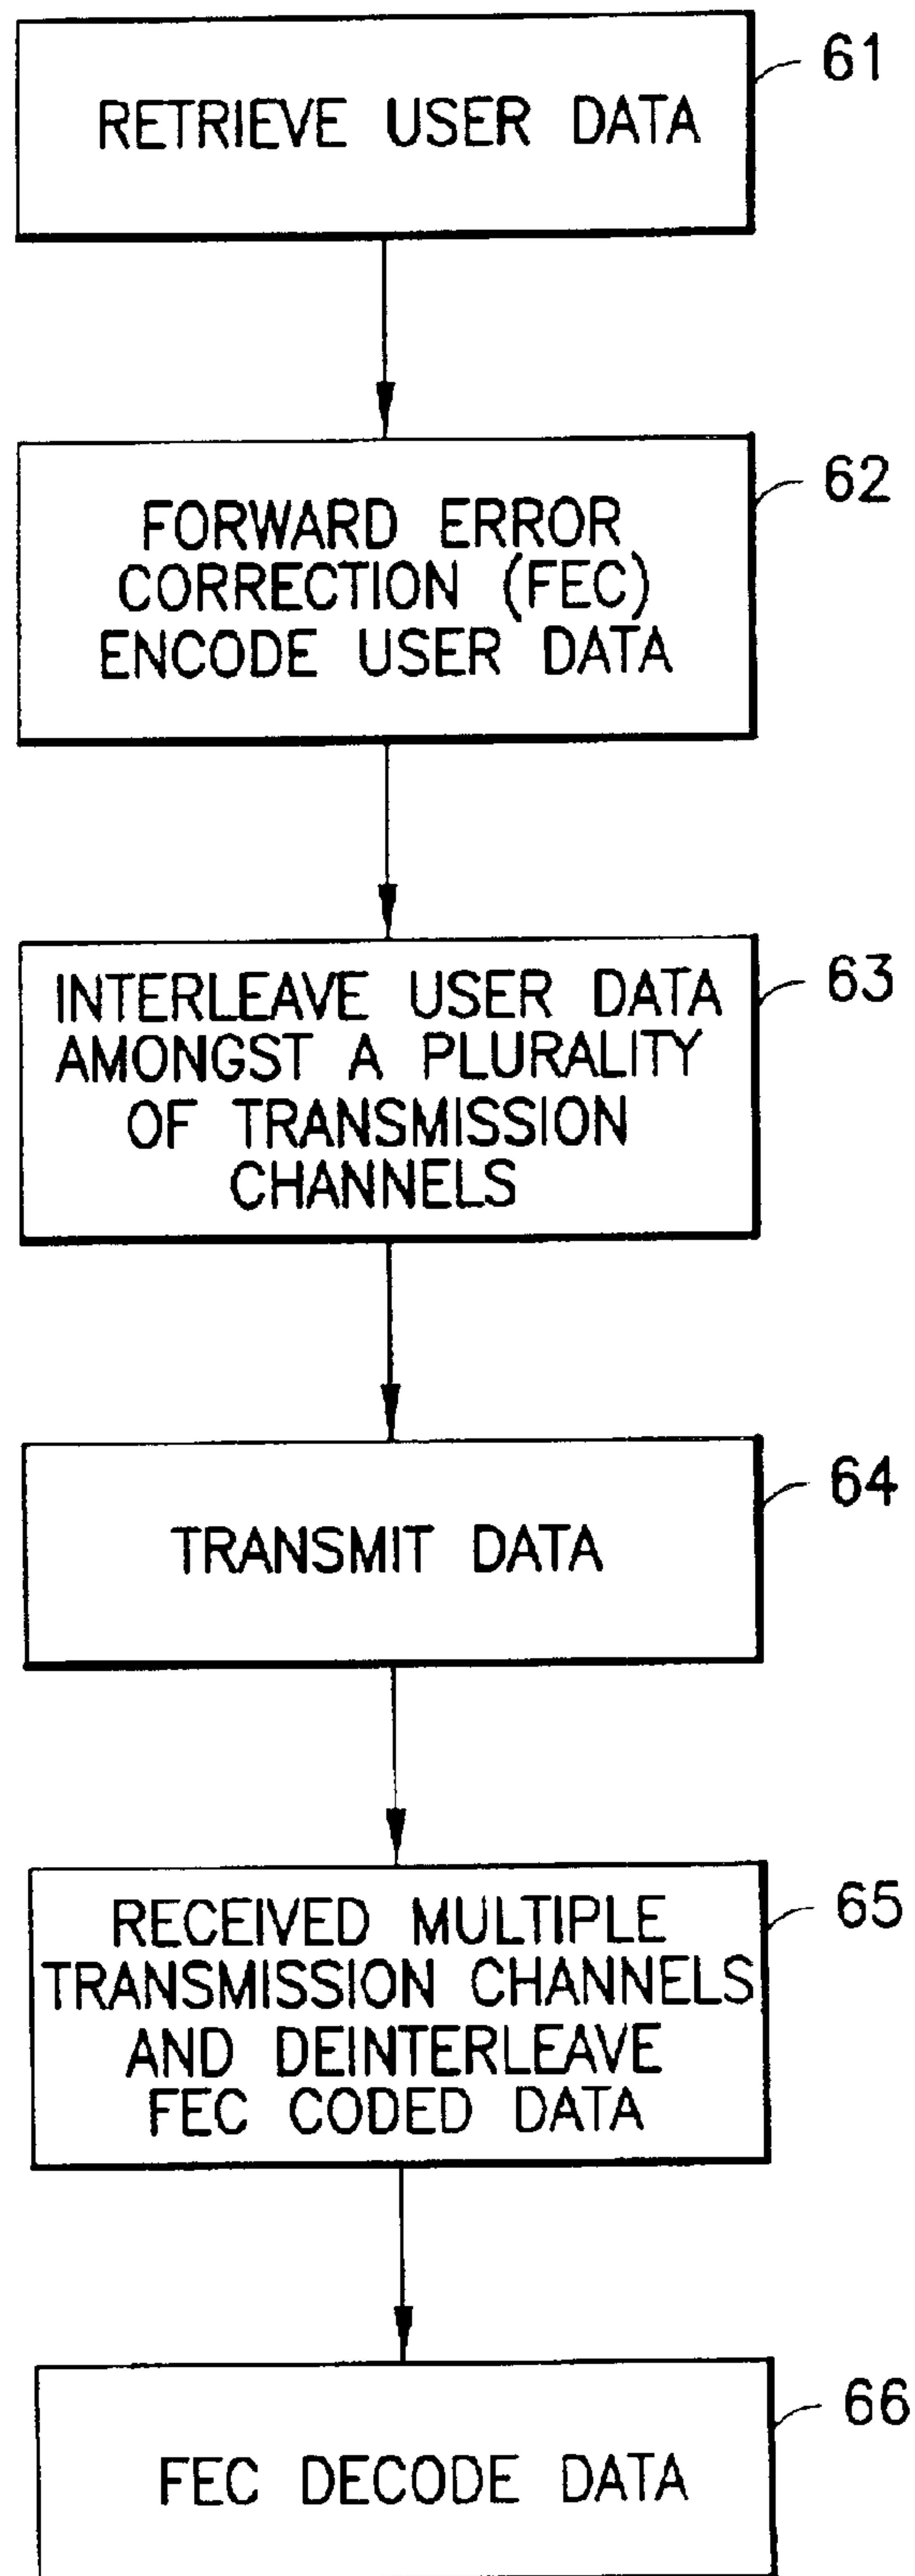 RETRIEVE USER DATA
61
FORWARD ERROR
CORRECTION (FEC)
ENCODE USER DATA
62
INTERLEAVE USER DATA
AMONGST A PLURALITY
OF TRANSMISSION
CHANNELS
63
TRANSMIT DATA
64
RECEIVED MULTIPLE
TRANSMISSION CHANNELS
AND DEINTERLEAVE
FEC CODED DATA
65
FEC DECODE DATA
66